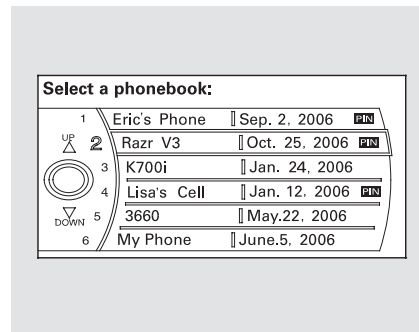 Select a phonebook:
1 Eric's Phone Sep. 2, 2006 PIN
UP 2 Razr V3 Oct. 25, 2006 PIN
3 K700i Jan. 24, 2006
4 Lisa's Cell Jan. 12, 2006 PIN
DOWN 5 3660 May.22, 2006
6 My Phone June.5, 2006